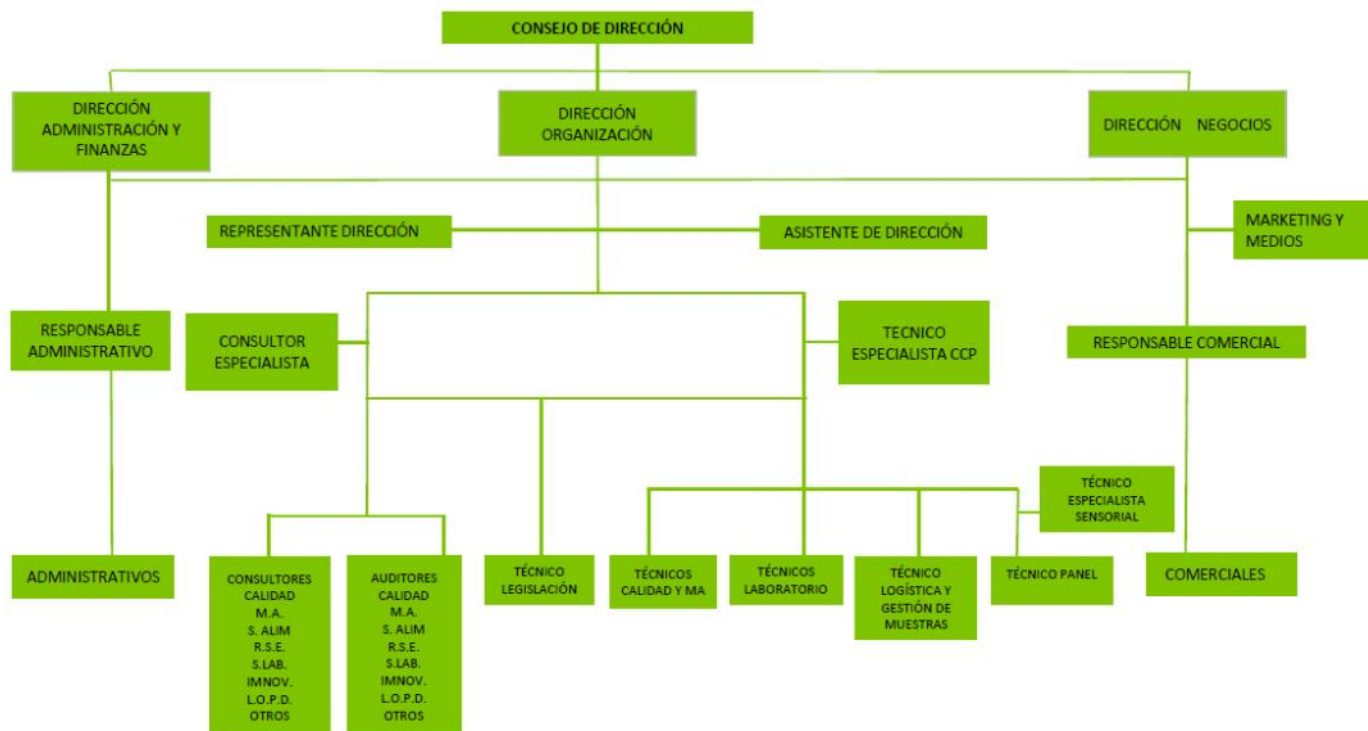 CONSEJO DE DIRECCIÓN
DIRECCIÓN
ADMINISTRACIÓN Y
FINANZAS
DIRECCIÓN
ORGANIZACIÓN
DIRECCIÓN NEGOCIOS
REPRESENTANTE DIRECCIÓN
ASISTENTE DE DIRECCIÓN
MARKETING Y
MEDIOS
RESPONSABLE
ADMINISTRATIVO
CONSULTOR
ESPECIALISTA
TECNICO
ESPECIALISTA CCP
RESPONSABLE COMERCIAL
TÉCNICO
ESPECIALISTA
SENSORIAL
ADMINISTRATIVOS
CONSULTORES
CALIDAD
M.A.
S. ALIM
R.S.E.
S.LAB.
IMNOV.
L.O.P.D.
OTROS
AUDITORES
CALIDAD
M.A.
S. ALIM
R.S.E.
S.LAB.
IMNOV.
L.O.P.D.
OTROS
TÉCNICO
LEGISLACIÓN
TÉCNICOS
CALIDAD Y MA
TÉCNICOS
LABORATORIO
TÉCNICO
LOGÍSTICA Y
GESTIÓN DE
MUESTRAS
TÉCNICO PANEL
COMERCIALES